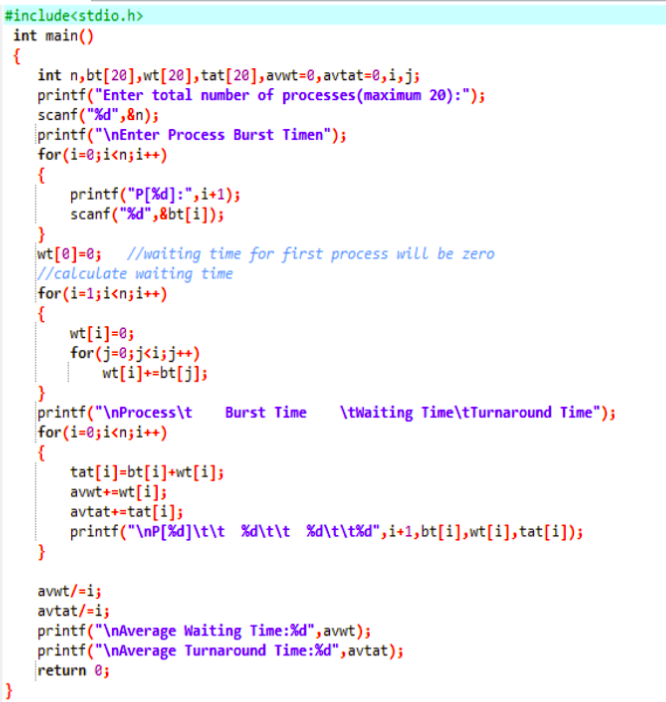 #include<stdio.h>
int main()
{
int n,bt[20],wt[20],tat[20],avwt=0,avtat=0,i,j;
printf("Enter total number of processes(maximum 20):");
scanf("%d",&n);
printf("\nEnter Process Burst Timen");
for(i=0;i<n;i++)
{
printf("P[%d]:",i+1);
scanf("%d",&bt[i]);
}
wt[0]=0;   //waiting time for first process will be zero
//calculate waiting time
for(i=1;i<n;i++)
{
wt[i]=0;
for(j=0;j<i;j++)
wt[i]+=bt[j];
}
printf("\nProcess\t    Burst Time    \tWaiting Time\tTurnaround Time");
for(i=0;i<n;i++)
{
tat[i]=bt[i]+wt[i];
avwt+=wt[i];
avtat+=tat[i];
printf("\nP[%d]\t\t  %d\t\t  %d\t\t%d",i+1,bt[i],wt[i],tat[i]);
}
avwt/=i;
avtat/=i;
printf("\nAverage Waiting Time:%d",avwt);
printf("\nAverage Turnaround Time:%d",avtat);
return 0;
}